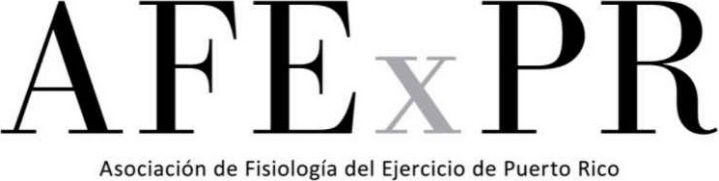 AFExPR
Asociación de Fisiología del Ejercicio de Puerto Rico